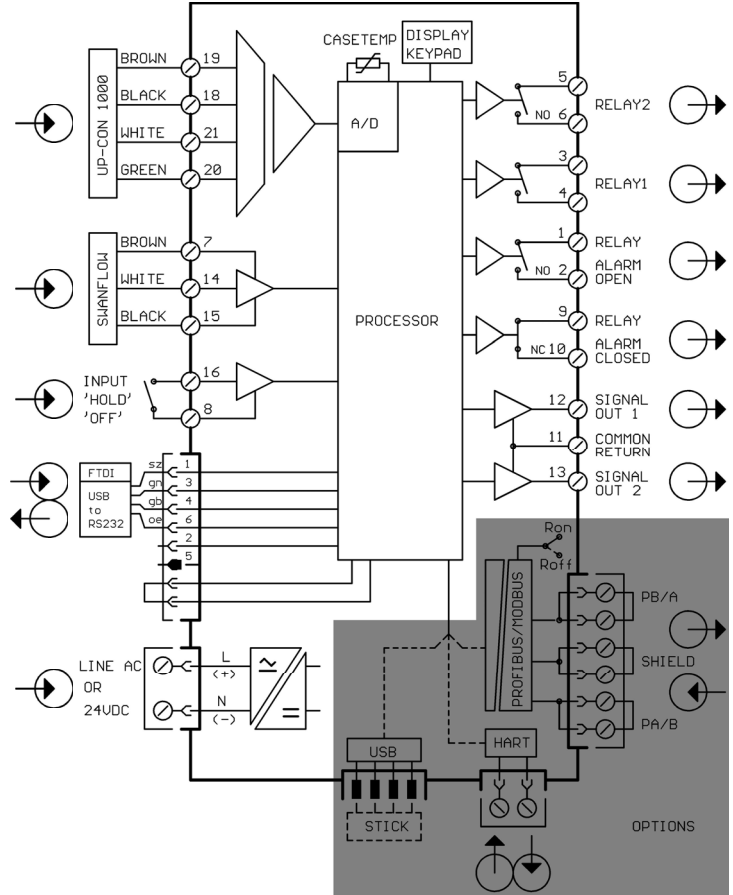 CASETEMP
DISPLAY
KEYPAD
UP-CON 1000
BROWN 19
BLACK 18
WHITE 21
GREEN 20
A/D
PROCESSOR
SWANFLOW
BROWN 7
WHITE 14
BLACK 15
INPUT
'HOLD'
'OFF'
16
8
FTDI
USB
to
RS232
sz 1
gn 3
gb 4
oe 6
2
5
LINE AC
OR
24VDC
L
(+)
N
(-)
5
NO 6
RELAY2
3
4
RELAY1
1
NO 2
RELAY
ALARM
OPEN
9
NC 10
RELAY
ALARM
CLOSED
12
SIGNAL
OUT 1
11
COMMON
RETURN
13
SIGNAL
OUT 2
Ron
Roff
PROFIBUS/MODBUS
PB/A
SHIELD
PA/B
USB
STICK
HART
OPTIONS